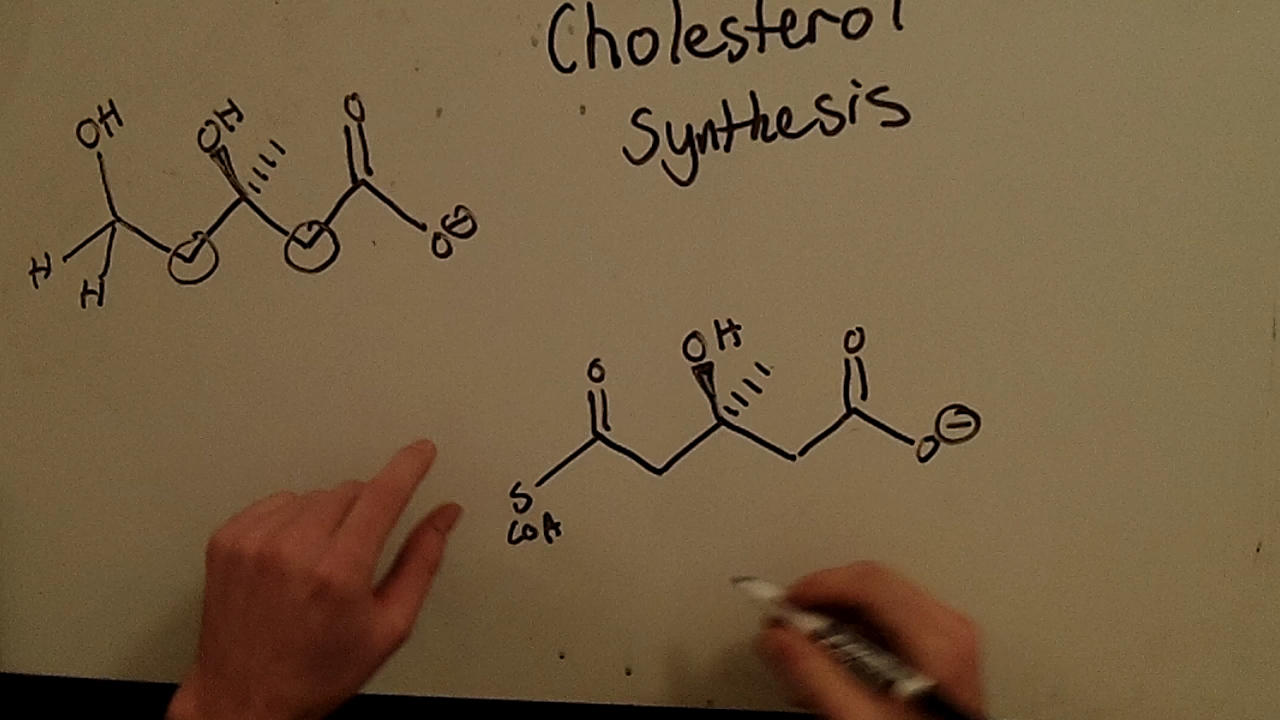 Cholesterol
Synthesis
OH
OH
O
O⊖
H
H
O
OH
O
O⊖
S
CoA